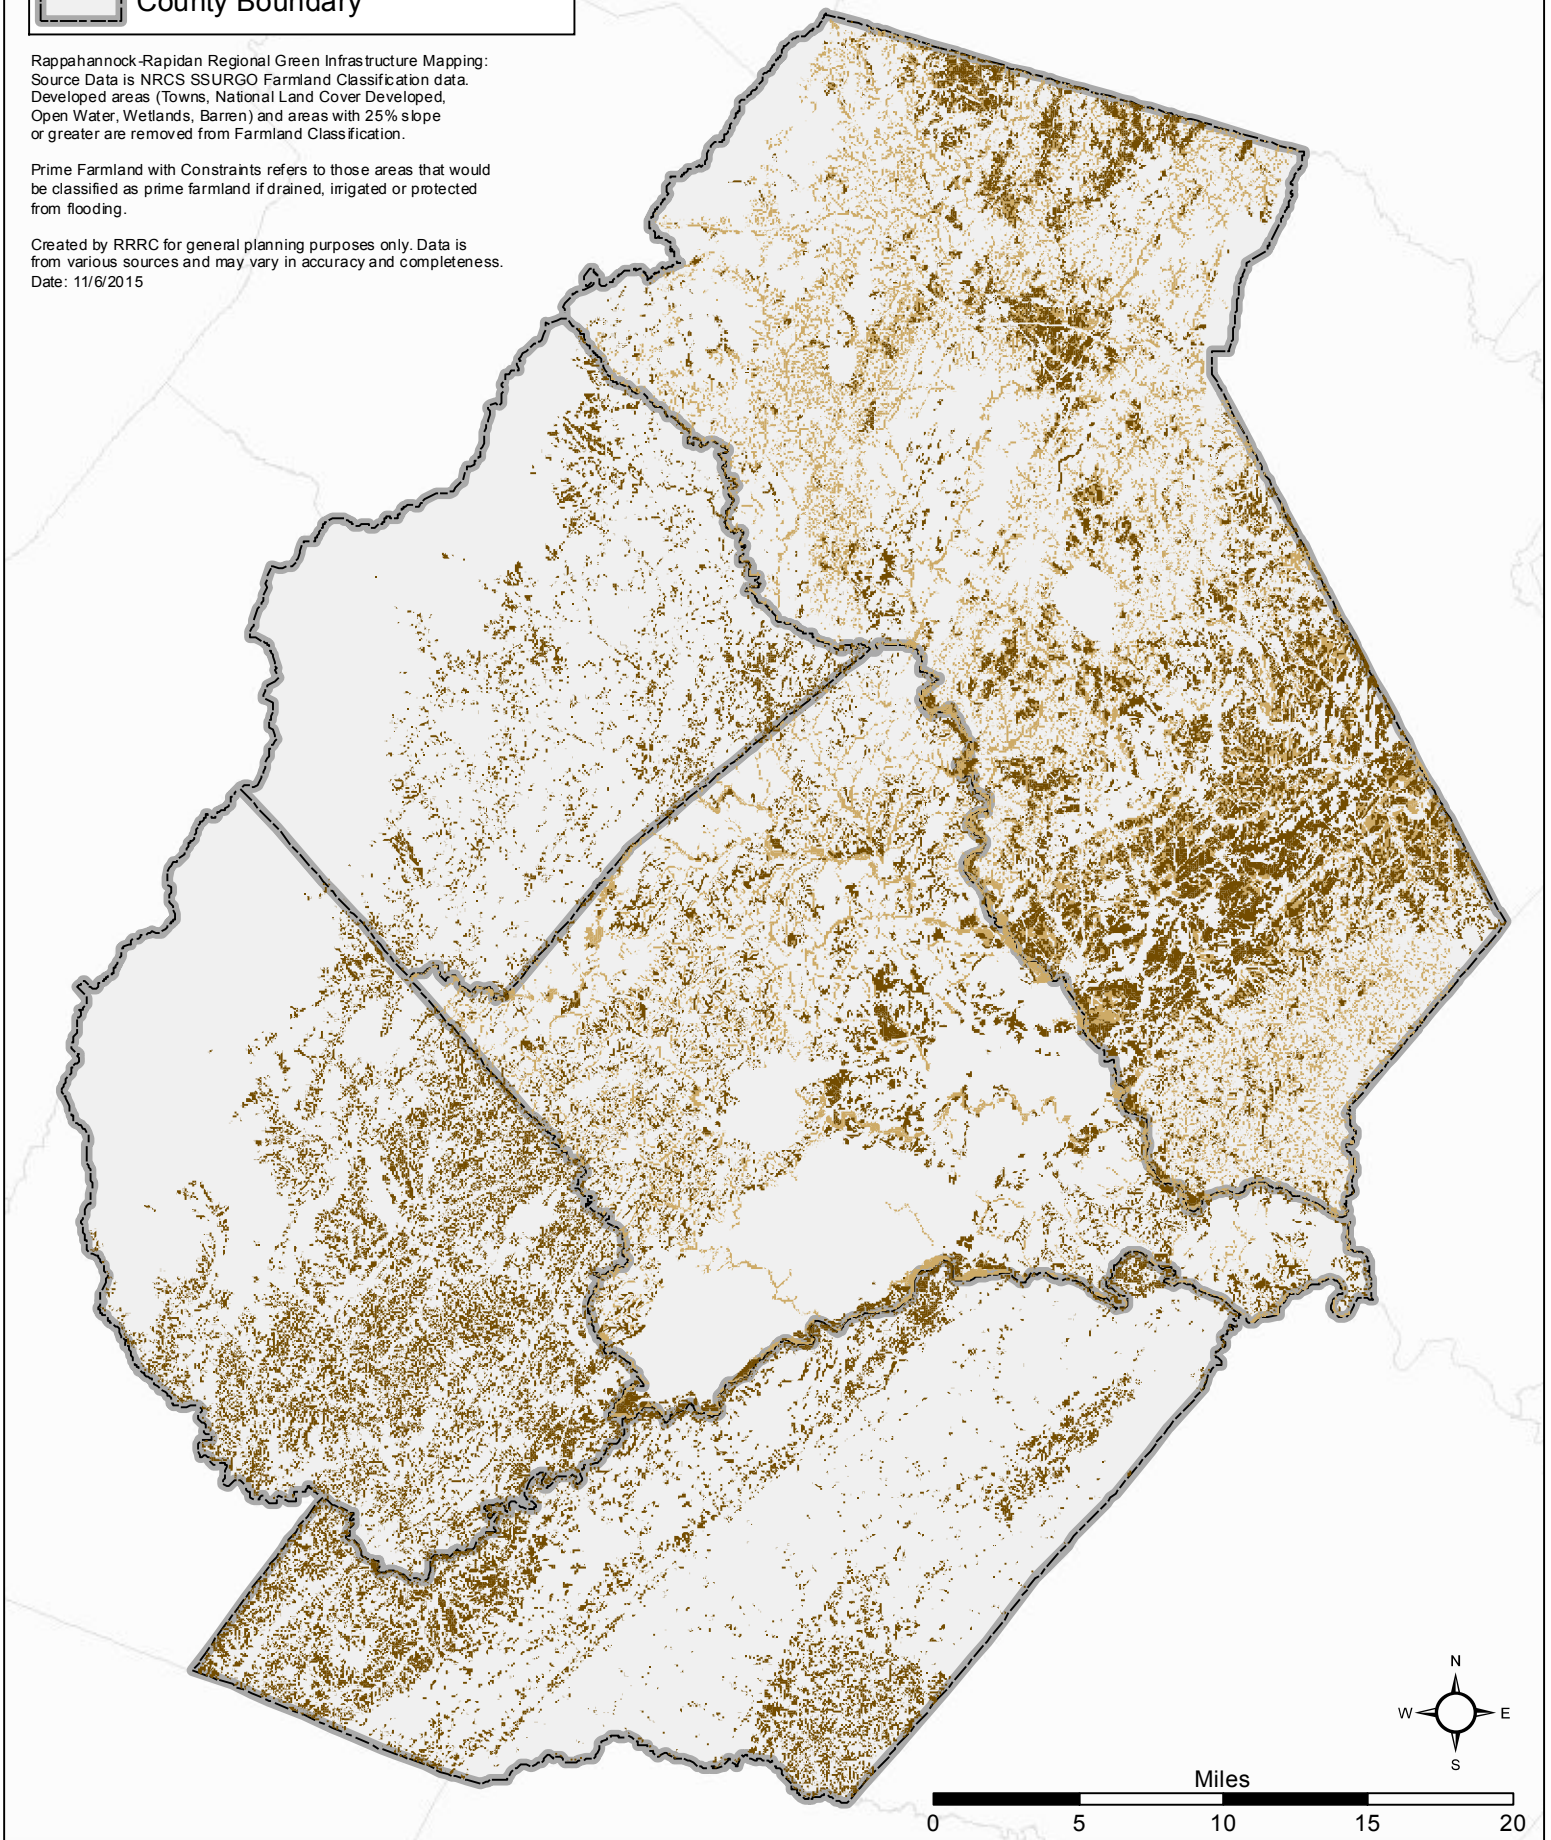 County Boundary
Rappahannock-Rapidan Regional Green Infrastructure Mapping:
Source Data is NRCS SSURGO Farmland Classification data.
Developed areas (Towns, National Land Cover Developed,
Open Water, Wetlands, Barren) and areas with 25% slope
or greater are removed from Farmland Classification.
Prime Farmland with Constraints refers to those areas that would
be classified as prime farmland if drained, irrigated or protected
from flooding.
Created by RRRC for general planning purposes only. Data is
from various sources and may vary in accuracy and completeness.
Date: 11/6/2015
N
W E
S
Miles
0 5 10 15 20